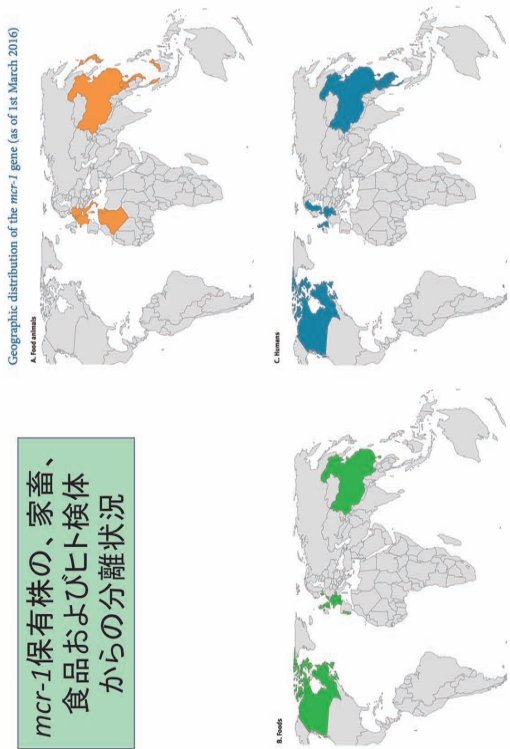 mcr-1保有株の、家畜、
食品およびヒト検体
からの分離状況
Geographic distribution of the mcr-1 gene (as of 1st March 2016)
A. Food animals
B. Foods
C. Humans